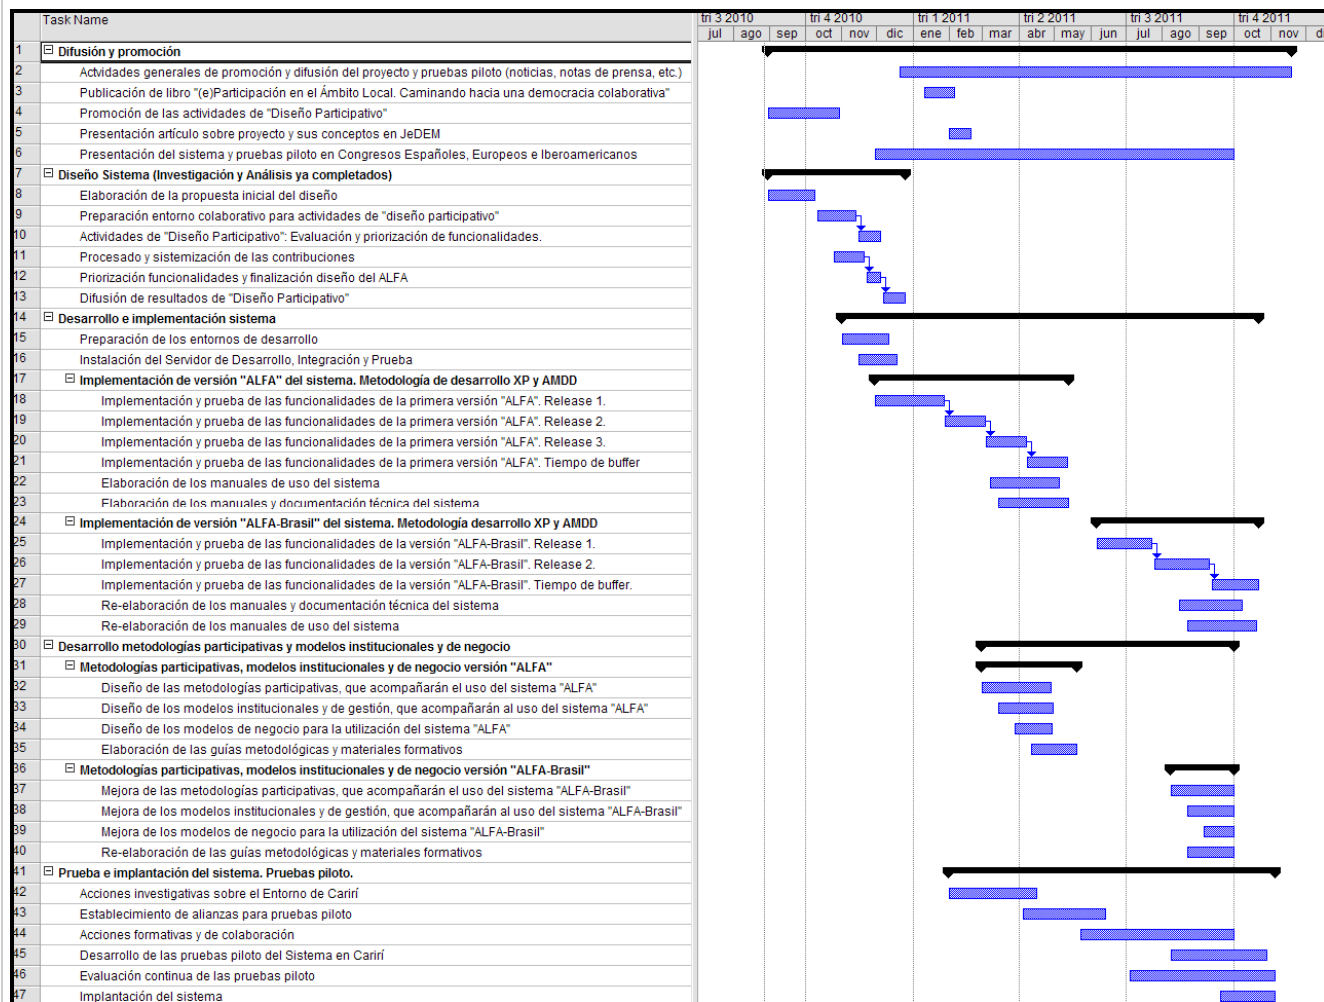 Task Name
tri 3 2010 tri 4 2010 tri 1 2011 tri 2 2011 tri 3 2011 tri 4 2011
jul ago sep oct nov dic ene feb mar abr may jun jul ago sep oct nov di
1 Difusión y promoción
2 Actvidades generales de promoción y difusión del proyecto y pruebas piloto (noticias, notas de prensa, etc.)
3 Publicación de libro "(e)Participación en el Ámbito Local. Caminando hacia una democracia colaborativa"
4 Promoción de las actividades de "Diseño Participativo"
5 Presentación artículo sobre proyecto y sus conceptos en JeDEM
6 Presentación del sistema y pruebas piloto en Congresos Españoles, Europeos e Iberoamericanos
7 Diseño Sistema (Investigación y Análisis ya completados)
8 Elaboración de la propuesta inicial del diseño
9 Preparación entorno colaborativo para actividades de "diseño participativo"
10 Actividades de "Diseño Participativo": Evaluación y priorización de funcionalidades.
11 Procesado y sistemización de las contribuciones
12 Priorización funcionalidades y finalización diseño del ALFA
13 Difusión de resultados de "Diseño Participativo"
14 Desarrollo e implementación sistema
15 Preparación de los entornos de desarrollo
16 Instalación del Servidor de Desarrollo, Integración y Prueba
17 Implementación de versión "ALFA" del sistema. Metodología de desarrollo XP y AMDD
18 Implementación y prueba de las funcionalidades de la primera versión "ALFA". Release 1.
19 Implementación y prueba de las funcionalidades de la primera versión "ALFA". Release 2.
20 Implementación y prueba de las funcionalidades de la primera versión "ALFA". Release 3.
21 Implementación y prueba de las funcionalidades de la primera versión "ALFA". Tiempo de buffer
22 Elaboración de los manuales de uso del sistema
23 Elaboración de los manuales y documentación técnica del sistema
24 Implementación de versión "ALFA-Brasil" del sistema. Metodología desarrollo XP y AMDD
25 Implementación y prueba de las funcionalidades de la versión "ALFA-Brasil". Release 1.
26 Implementación y prueba de las funcionalidades de la versión "ALFA-Brasil". Release 2.
27 Implementación y prueba de las funcionalidades de la versión "ALFA-Brasil". Tiempo de buffer.
28 Re-elaboración de los manuales y documentación técnica del sistema
29 Re-elaboración de los manuales de uso del sistema
30 Desarrollo metodologías participativas y modelos institucionales y de negocio
31 Metodologías participativas, modelos institucionales y de negocio versión "ALFA"
32 Diseño de las metodologías participativas, que acompañarán el uso del sistema "ALFA"
33 Diseño de los modelos institucionales y de gestión, que acompañarán al uso del sistema "ALFA"
34 Diseño de los modelos de negocio para la utilización del sistema "ALFA"
35 Elaboración de las guías metodológicas y materiales formativos
36 Metodologías participativas, modelos institucionales y de negocio versión "ALFA-Brasil"
37 Mejora de las metodologías participativas, que acompañarán el uso del sistema "ALFA-Brasil"
38 Mejora de los modelos institucionales y de gestión, que acompañarán al uso del sistema "ALFA-Brasil"
39 Mejora de los modelos de negocio para la utilización del sistema "ALFA-Brasil"
40 Re-elaboración de las guías metodológicas y materiales formativos
41 Prueba e implantación del sistema. Pruebas piloto.
42 Acciones investigativas sobre el Entorno de Carirí
43 Establecimiento de alianzas para pruebas piloto
44 Acciones formativas y de colaboración
45 Desarrollo de las pruebas piloto del Sistema en Carirí
46 Evaluación continua de las pruebas piloto
47 Implantación del sistema